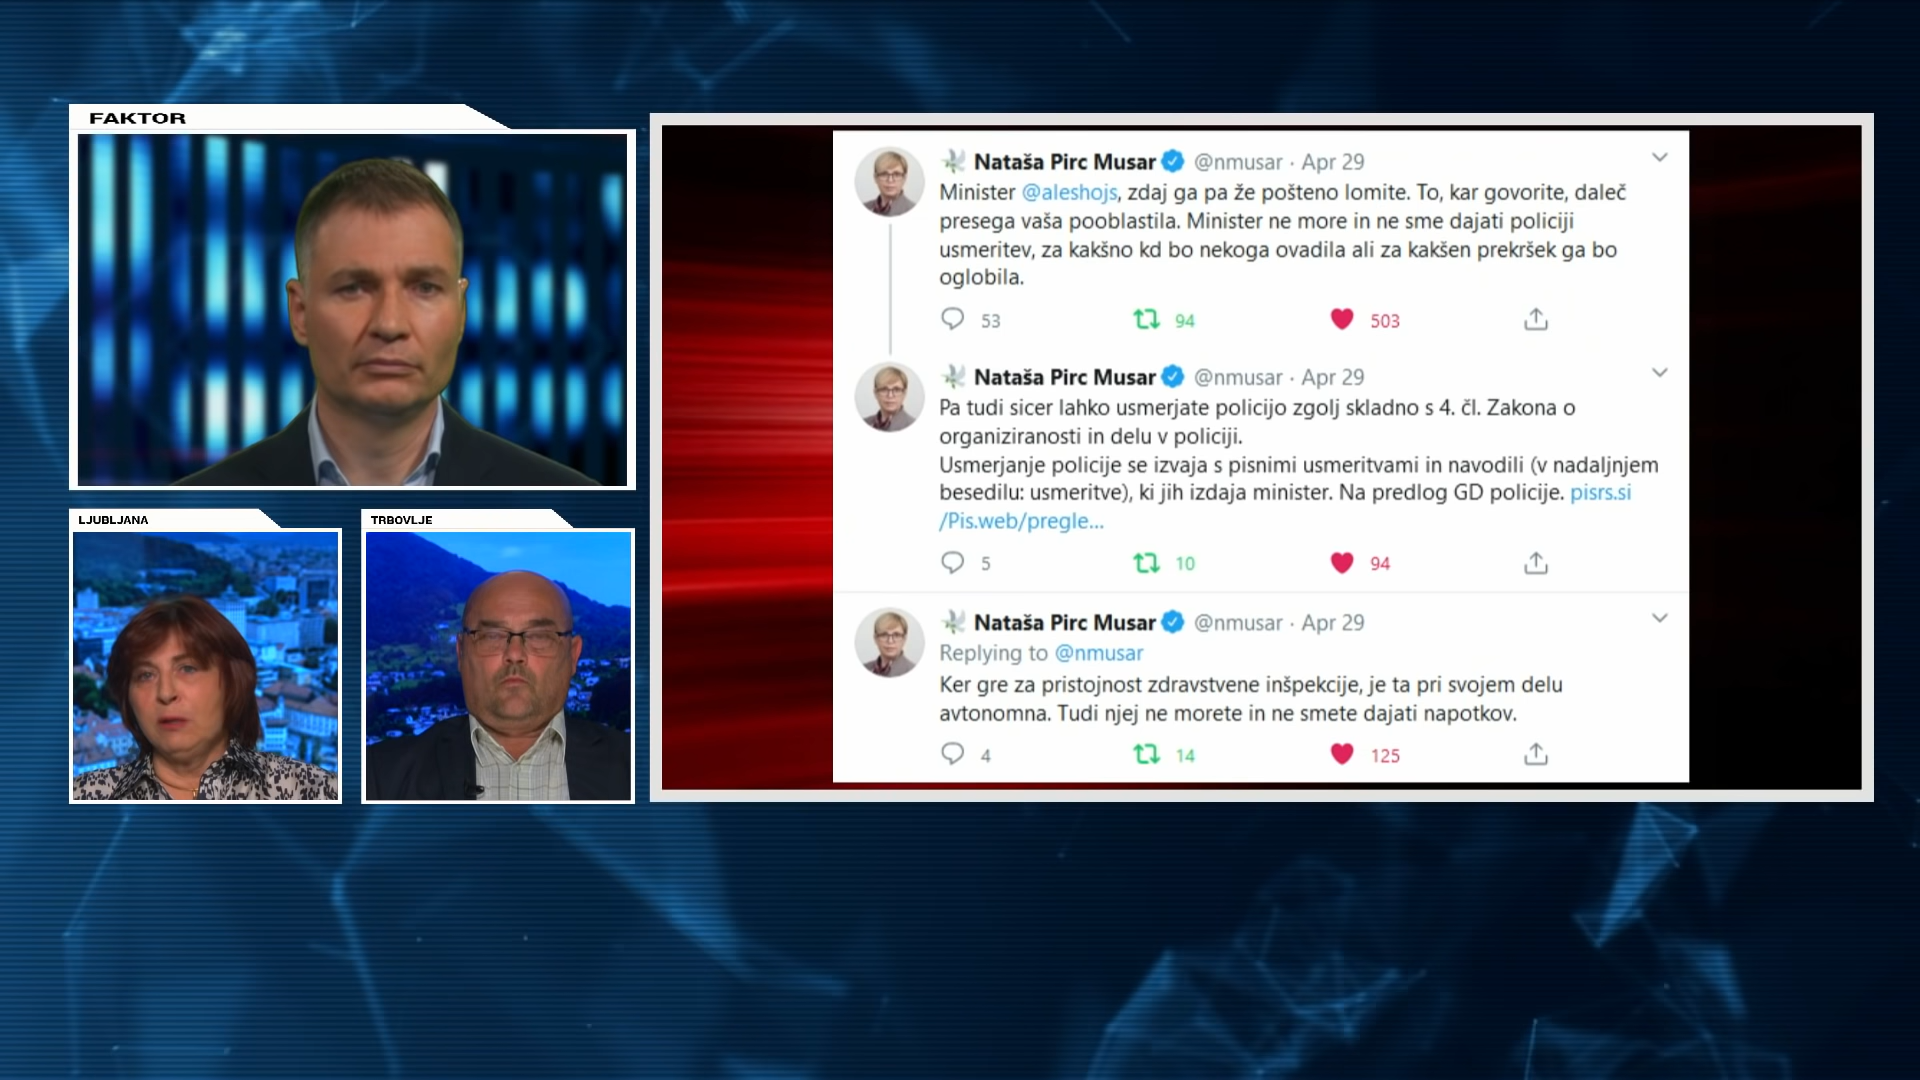 FAKTOR
LJUBLJANA
TRBOVLJE
Nataša Pirc Musar @nmusar · Apr 29
Minister @aleshojs, zdaj ga pa že pošteno lomite. To, kar govorite, daleč
presega vaša pooblastila. Minister ne more in ne sme dajati policiji
usmeritev, za kakšno kd bo nekoga ovadila ali za kakšen prekršek ga bo
oglobila.
53 94 503
Nataša Pirc Musar @nmusar · Apr 29
Pa tudi sicer lahko usmerjate policijo zgolj skladno s 4. čl. Zakona o
organiziranosti in delu v policiji.
Usmerjanje policije se izvaja s pisnimi usmeritvami in navodili (v nadaljnjem
besedilu: usmeritve), ki jih izdaja minister. Na predlog GD policije. pisrs.si
/Pis.web/pregle...
5 10 94
Nataša Pirc Musar @nmusar · Apr 29
Replying to @nmusar
Ker gre za pristojnost zdravstvene inšpekcije, je ta pri svojem delu
avtonomna. Tudi njej ne morete in ne smete dajati napotkov.
4 14 125